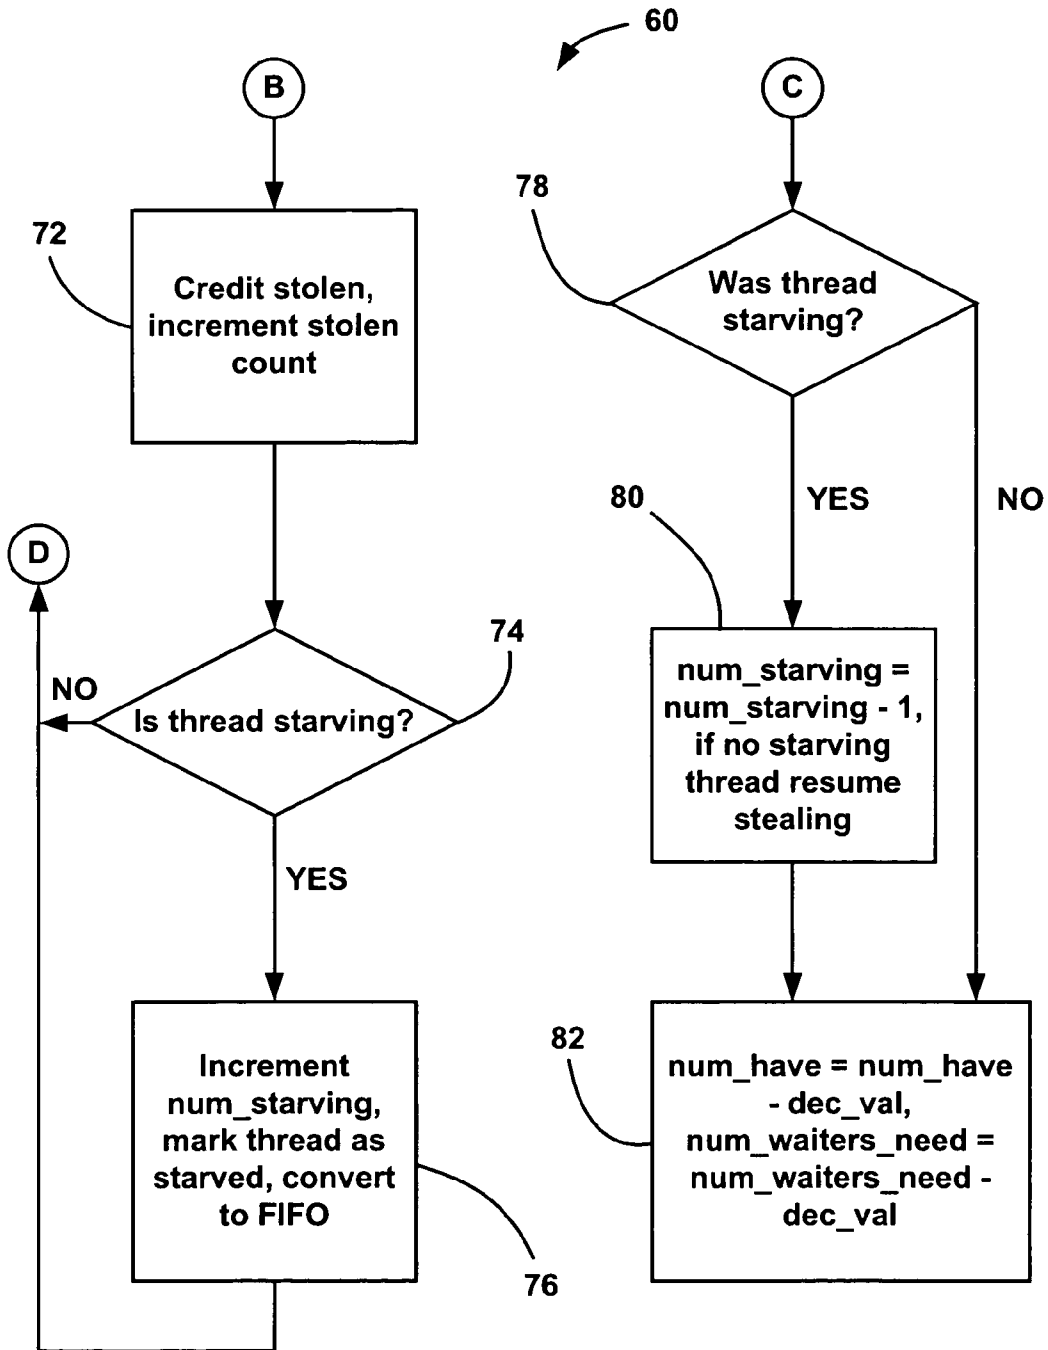 60
B
C
78
72
Credit stolen,
increment stolen
count
Was thread
starving?
YES
NO
80
D
74
NO
Is thread starving?
num_starving =
num_starving - 1,
if no starving
thread resume
stealing
YES
82
Increment
num_starving,
mark thread as
starved, convert
to FIFO
num_have = num_have
- dec_val,
num_waiters_need =
num_waiters_need -
dec_val
76